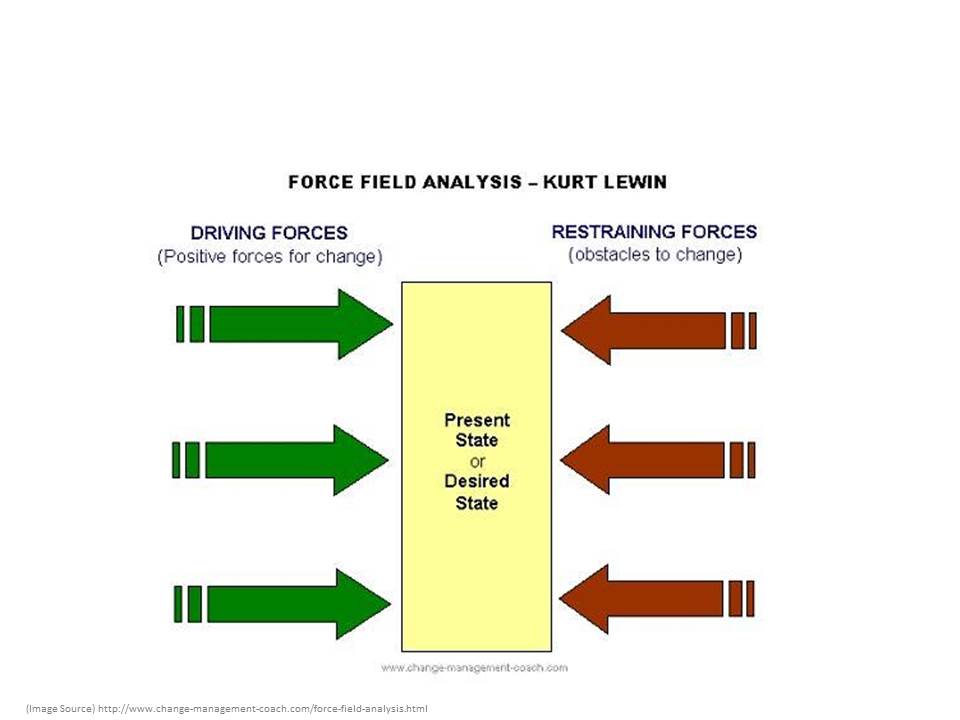 FORCE FIELD ANALYSIS – KURT LEWIN
DRIVING FORCES
(Positive forces for change)
RESTRAINING FORCES
(obstacles to change)
Present
State
or
Desired
State
www.change-management-coach.com
(Image Source) http://www.change-management-coach.com/force-field-analysis.html